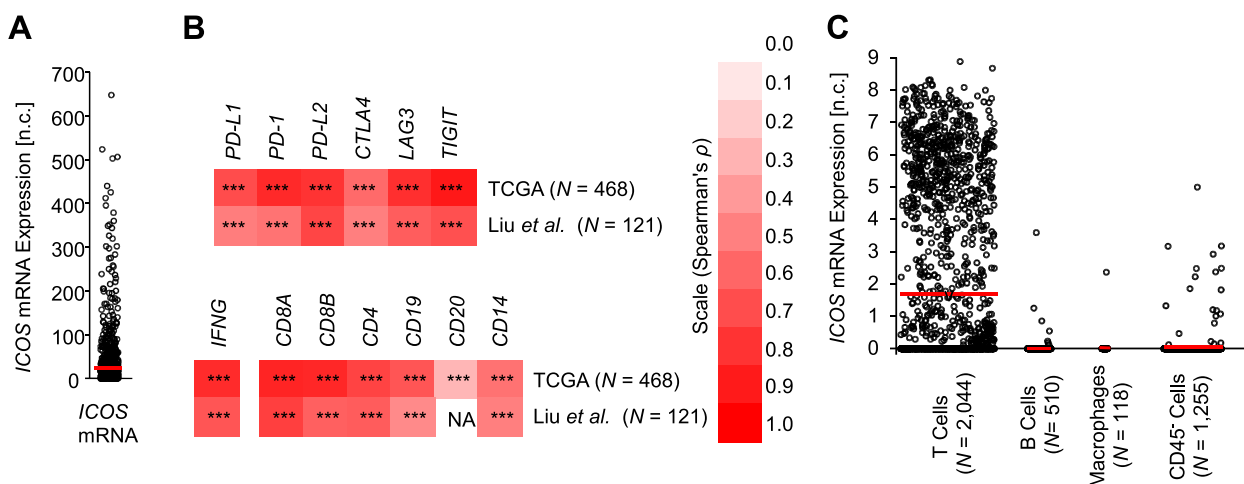 A
ICOS mRNA Expression [n.c.]
700
600
500
400
300
200
100
0
ICOS
mRNA
B
PD-L1 PD-1 PD-L2 CTLA4 LAG3 TIGIT
*** *** *** *** *** *** TCGA (N = 468)
*** *** *** *** *** *** Liu et al. (N = 121)
IFNG CD8A CD8B CD4 CD19 CD20 CD14
*** *** *** *** *** *** *** TCGA (N = 468)
*** *** *** *** *** NA *** Liu et al. (N = 121)
Scale (Spearman's ρ)
0.0
0.1
0.2
0.3
0.4
0.5
0.6
0.7
0.8
0.9
1.0
C
ICOS mRNA Expression [n.c.]
9
8
7
6
5
4
3
2
1
0
T Cells
(N = 2,044)
B Cells
(N= 510)
Macrophages
(N = 118)
CD45- Cells
(N = 1,255)